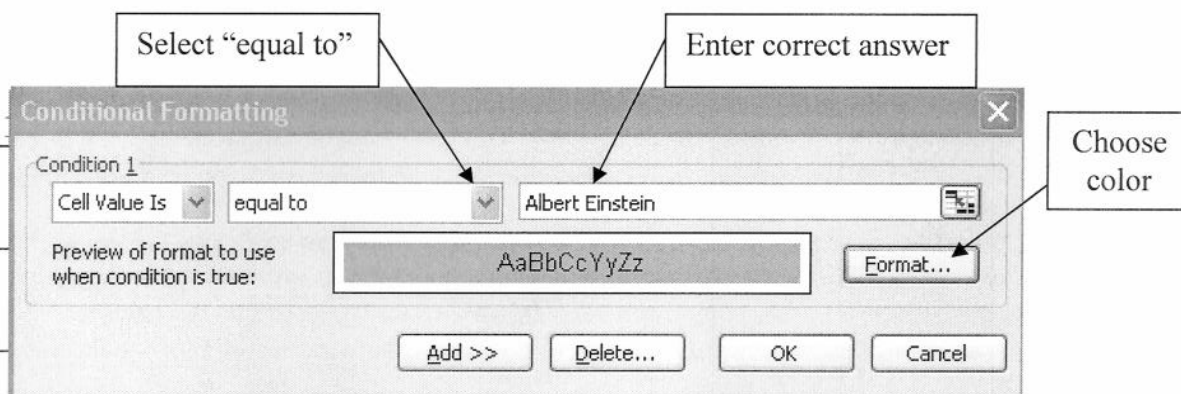 Select “equal to”
Enter correct answer
Conditional Formatting
Choose
color
Condition 1
Cell Value Is
equal to
Albert Einstein
Preview of format to use
when condition is true:
AaBbCcYyZz
Format...
Add >>
Delete...
OK
Cancel